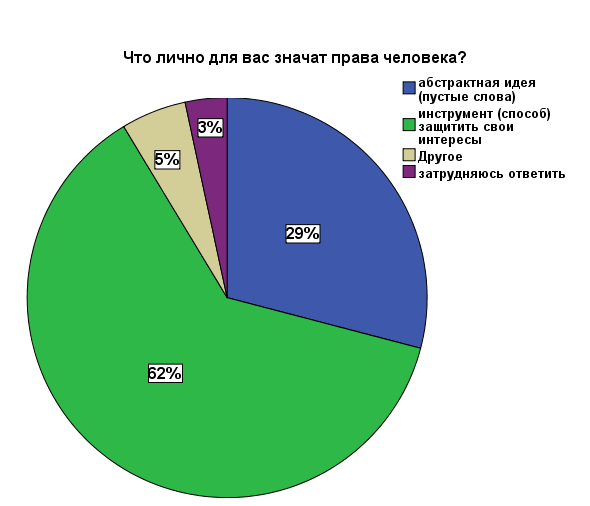 Что лично для вас значат права человека?
абстрактная идея
(пустые слова)
инструмент (способ)
защитить свои
интересы
Другое
затрудняюсь ответить
3%
5%
29%
62%